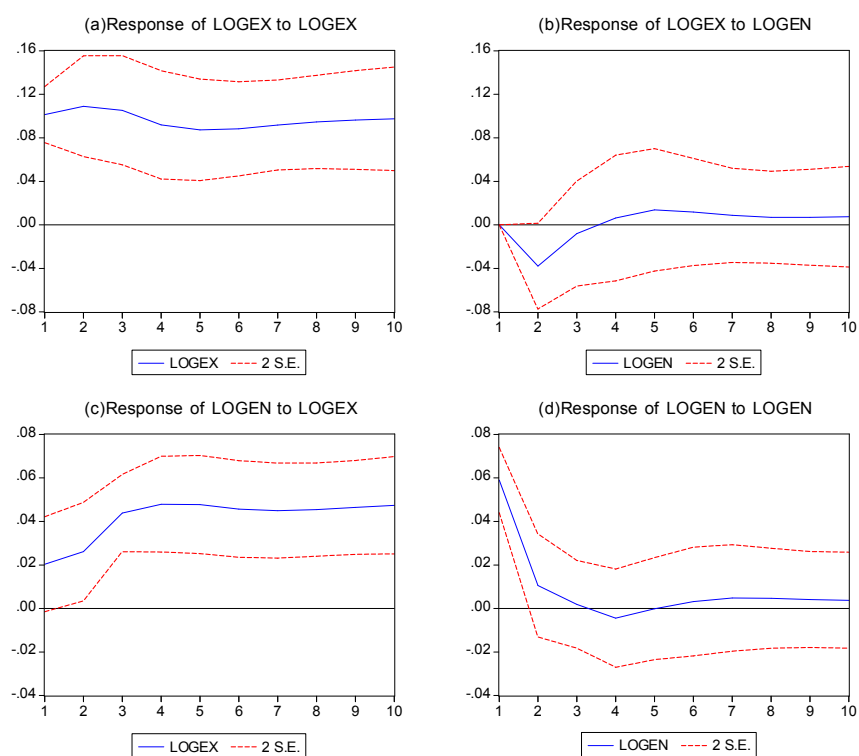 (a)Response of LOGEX to LOGEX
.16
.12
.08
.04
.00
-.04
-.08
1 2 3 4 5 6 7 8 9 10
LOGEX 2 S.E.
(b)Response of LOGEX to LOGEN
.16
.12
.08
.04
.00
-.04
-.08
1 2 3 4 5 6 7 8 9 10
LOGEN 2 S.E.
(c)Response of LOGEN to LOGEX
.08
.06
.04
.02
.00
-.02
-.04
1 2 3 4 5 6 7 8 9 10
LOGEX 2 S.E.
(d)Response of LOGEN to LOGEN
.08
.06
.04
.02
.00
-.02
-.04
1 2 3 4 5 6 7 8 9 10
LOGEN 2 S.E.